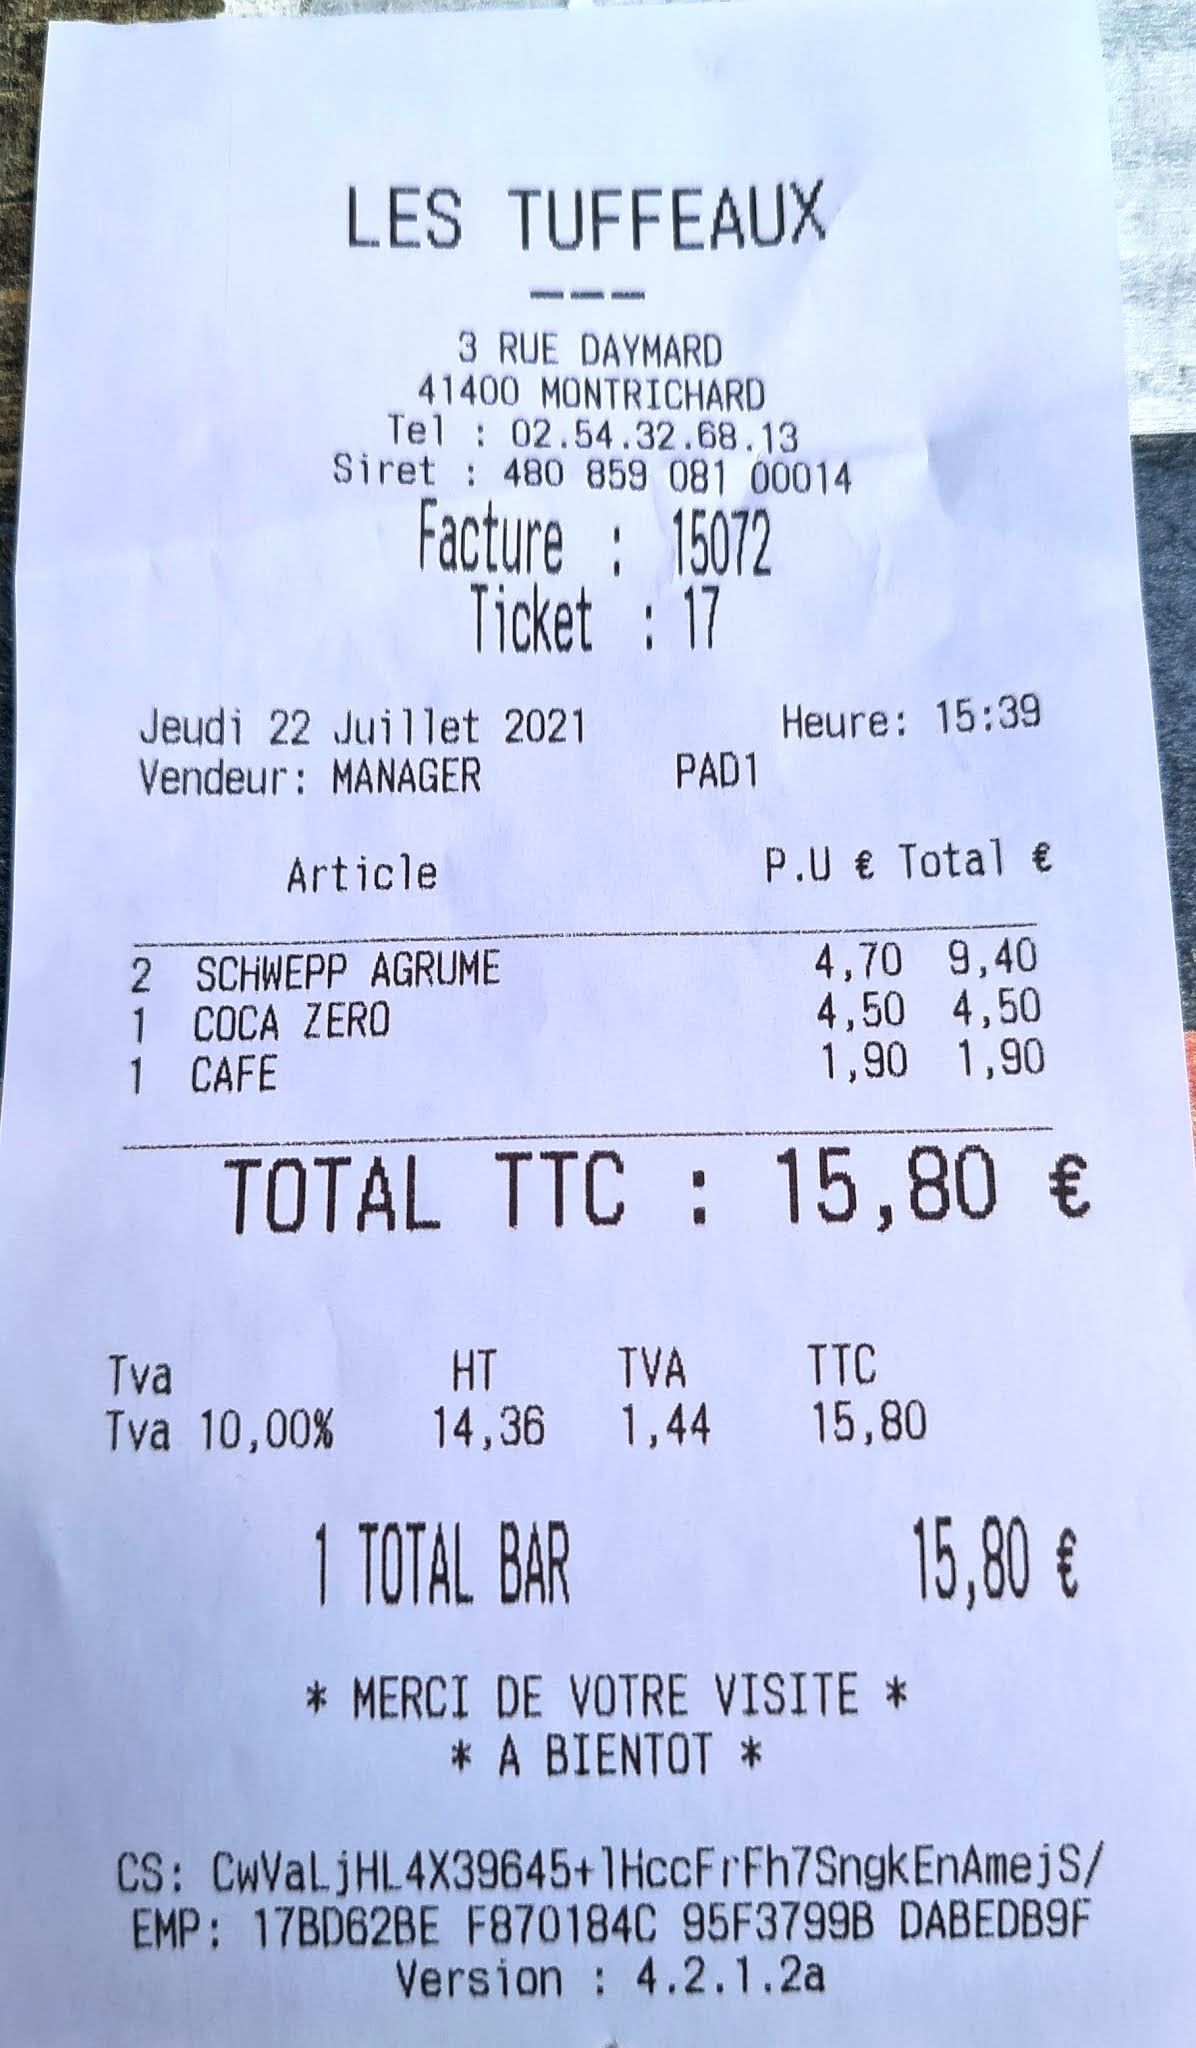 LES TUFFEAUX
---
3 RUE DAYMARD
41400 MONTRICHARD
Tel : 02.54.32.68.13
Siret : 480 859 081 00014
Facture : 15072
Ticket : 17
Jeudi 22 Juillet 2021 Heure: 15:39
Vendeur: MANAGER PAD1
Article P.U € Total €
2 SCHWEPP AGRUME 4,70 9,40
1 COCA ZERO 4,50 4,50
1 CAFE 1,90 1,90
TOTAL TTC : 15,80 €
Tva HT TVA TTC
Tva 10,00% 14,36 1,44 15,80
1 TOTAL BAR 15,80 €
* MERCI DE VOTRE VISITE *
* A BIENTOT *
CS: CwVaLjHL4X39645+lHccFrFh7SngkEnAmejS/
EMP: 17BD62BE F870184C 95F3799B DABEDB9F
Version : 4.2.1.2a